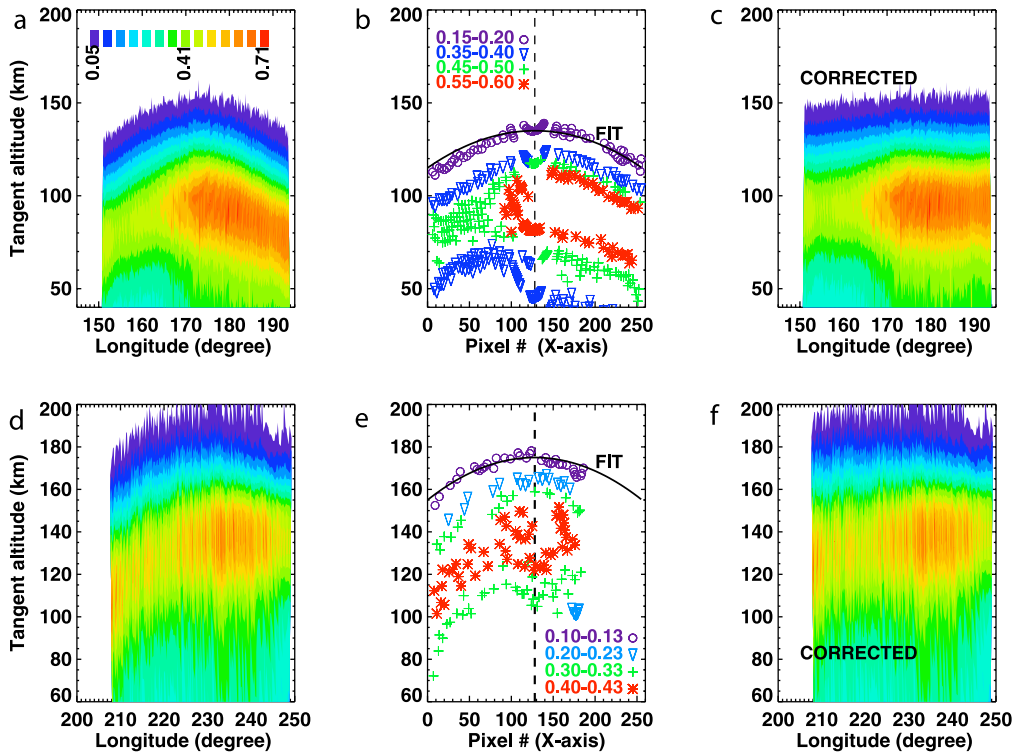 a
200
150
100
50
Tangent altitude (km)
0.05
0.41
0.71
150 160 170 180 190
Longitude (degree)
b
200
150
100
50
0.15-0.20
0.35-0.40
0.45-0.50
0.55-0.60
FIT
0 50 100 150 200 250
Pixel # (X-axis)
c
200
150
100
50
CORRECTED
150 160 170 180 190
Longitude (degree)
d
200
180
160
140
120
100
80
60
Tangent altitude (km)
200 210 220 230 240 250
Longitude (degree)
e
200
180
160
140
120
100
80
60
FIT
0.10-0.13
0.20-0.23
0.30-0.33
0.40-0.43
0 50 100 150 200 250
Pixel # (X-axis)
f
200
180
160
140
120
100
80
60
CORRECTED
200 210 220 230 240 250
Longitude (degree)